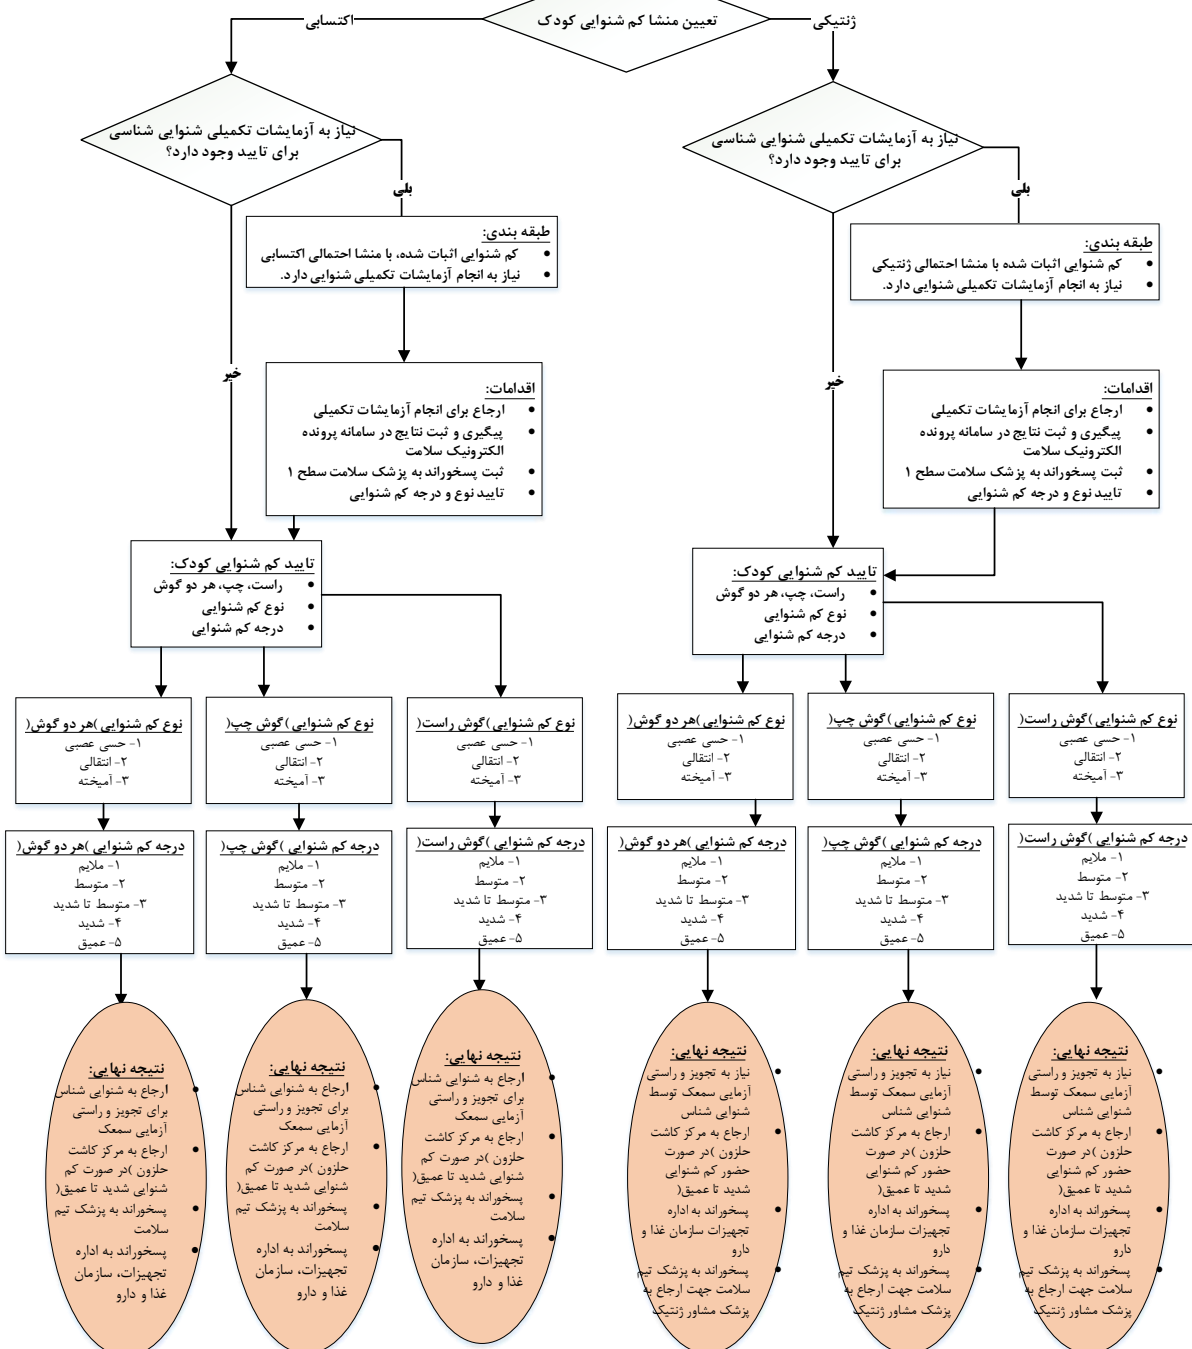 تعیین منشا کم شنوایی کودک
ژنتیکی
اکتسابی
نیاز به آزمایشات تکمیلی شنوایی شناسی
برای تایید وجود دارد؟
بلی
خیر
طبقه بندی:
• کم شنوایی اثبات شده با منشا احتمالی ژنتیکی
• نیاز به انجام آزمایشات تکمیلی شنوایی دارد.
اقدامات:
• ارجاع برای انجام آزمایشات تکمیلی
• پیگیری و ثبت نتایج در سامانه پرونده
الکترونیک سلامت
• ثبت پسخوراند به پزشک سلامت سطح ۱
• تایید نوع و درجه کم شنوایی
تایید کم شنوایی کودک:
• راست، چپ، هر دو گوش
• نوع کم شنوایی
• درجه کم شنوایی
نوع کم شنوایی )گوش راست(
۱- حسی عصبی
۲- انتقالی
۳- آمیخته
نوع کم شنوایی )گوش چپ(
۱- حسی عصبی
۲- انتقالی
۳- آمیخته
نوع کم شنوایی )هر دو گوش(
۱- حسی عصبی
۲- انتقالی
۳- آمیخته
درجه کم شنوایی )گوش راست(
۱- ملایم
۲- متوسط
۳- متوسط تا شدید
۴- شدید
۵- عمیق
درجه کم شنوایی )گوش چپ(
۱- ملایم
۲- متوسط
۳- متوسط تا شدید
۴- شدید
۵- عمیق
درجه کم شنوایی )هر دو گوش(
۱- ملایم
۲- متوسط
۳- متوسط تا شدید
۴- شدید
۵- عمیق
نتیجه نهایی:
• نیاز به تجویز و راستی
آزمایی سمعک توسط
شنوایی شناس
• ارجاع به مرکز کاشت
حلزون )در صورت
حضور کم شنوایی
شدید تا عمیق(
• پسخوراند به اداره
تجهیزات سازمان غذا و
دارو
• پسخوراند به پزشک تیم
سلامت جهت ارجاع به
پزشک مشاور ژنتیک
نتیجه نهایی:
• نیاز به تجویز و راستی
آزمایی سمعک توسط
شنوایی شناس
• ارجاع به مرکز کاشت
حلزون )در صورت
حضور کم شنوایی
شدید تا عمیق(
• پسخوراند به اداره
تجهیزات سازمان غذا و
دارو
• پسخوراند به پزشک تیم
سلامت جهت ارجاع به
پزشک مشاور ژنتیک
نتیجه نهایی:
• نیاز به تجویز و راستی
آزمایی سمعک توسط
شنوایی شناس
• ارجاع به مرکز کاشت
حلزون )در صورت
حضور کم شنوایی
شدید تا عمیق(
• پسخوراند به اداره
تجهیزات سازمان غذا و
دارو
• پسخوراند به پزشک تیم
سلامت جهت ارجاع به
پزشک مشاور ژنتیک
نیاز به آزمایشات تکمیلی شنوایی شناسی
برای تایید وجود دارد؟
بلی
خیر
طبقه بندی:
• کم شنوایی اثبات شده، با منشا احتمالی اکتسابی
• نیاز به انجام آزمایشات تکمیلی شنوایی دارد.
اقدامات:
• ارجاع برای انجام آزمایشات تکمیلی
• پیگیری و ثبت نتایج در سامانه پرونده
الکترونیک سلامت
• ثبت پسخوراند به پزشک سلامت سطح ۱
• تایید نوع و درجه کم شنوایی
تایید کم شنوایی کودک:
• راست، چپ، هر دو گوش
• نوع کم شنوایی
• درجه کم شنوایی
نوع کم شنوایی )گوش راست(
۱- حسی عصبی
۲- انتقالی
۳- آمیخته
نوع کم شنوایی )گوش چپ(
۱- حسی عصبی
۲- انتقالی
۳- آمیخته
نوع کم شنوایی )هر دو گوش(
۱- حسی عصبی
۲- انتقالی
۳- آمیخته
درجه کم شنوایی )گوش راست(
۱- ملایم
۲- متوسط
۳- متوسط تا شدید
۴- شدید
۵- عمیق
درجه کم شنوایی )گوش چپ(
۱- ملایم
۲- متوسط
۳- متوسط تا شدید
۴- شدید
۵- عمیق
درجه کم شنوایی )هر دو گوش(
۱- ملایم
۲- متوسط
۳- متوسط تا شدید
۴- شدید
۵- عمیق
نتیجه نهایی:
• ارجاع به شنوایی شناس
برای تجویز و راستی
آزمایی سمعک
• ارجاع به مرکز کاشت
حلزون )در صورت کم
شنوایی شدید تا عمیق(
• پسخوراند به پزشک تیم
سلامت
• پسخوراند به اداره
تجهیزات، سازمان
غذا و دارو
نتیجه نهایی:
• ارجاع به شنوایی شناس
برای تجویز و راستی
آزمایی سمعک
• ارجاع به مرکز کاشت
حلزون )در صورت کم
شنوایی شدید تا عمیق(
• پسخوراند به پزشک تیم
سلامت
• پسخوراند به اداره
تجهیزات، سازمان
غذا و دارو
نتیجه نهایی:
• ارجاع به شنوایی شناس
برای تجویز و راستی
آزمایی سمعک
• ارجاع به مرکز کاشت
حلزون )در صورت کم
شنوایی شدید تا عمیق(
• پسخوراند به پزشک تیم
سلامت
• پسخوراند به اداره
تجهیزات، سازمان
غذا و دارو